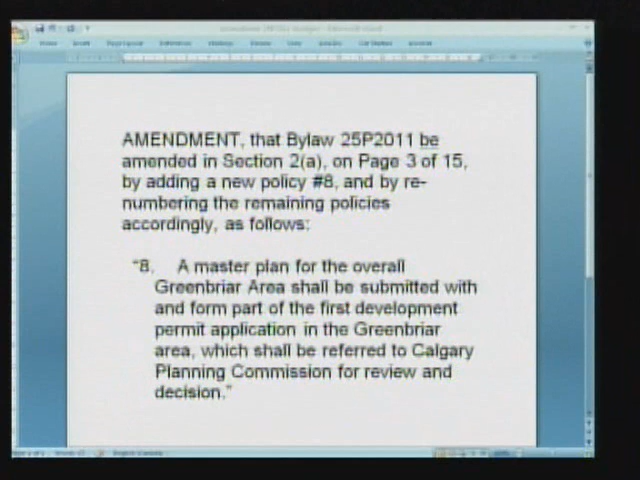 AMENDMENT, that Bylaw 25P2011 be
amended in Section 2(a), on Page 3 of 15,
by adding a new policy #8, and by re-
numbering the remaining policies
accordingly, as follows:
"8. A master plan for the overall
Greenbriar Area shall be submitted with
and form part of the first development
permit application in the Greenbriar
area, which shall be referred to Calgary
Planning Commission for review and
decision."